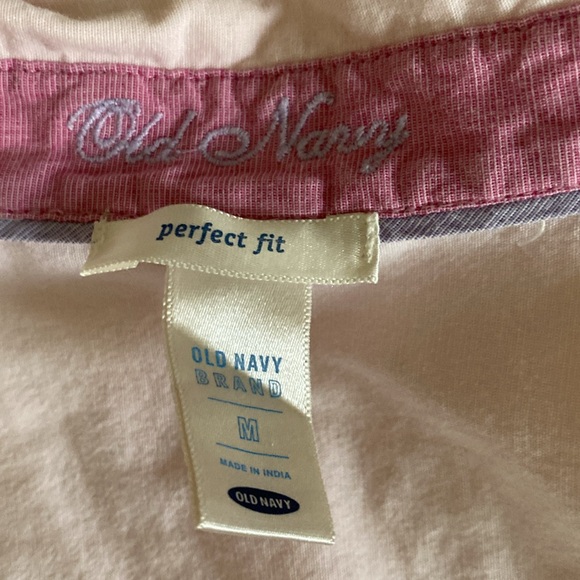 Old Navy
perfect fit
OLD NAVY
BRAND
M
MADE IN INDIA
OLD NAVY